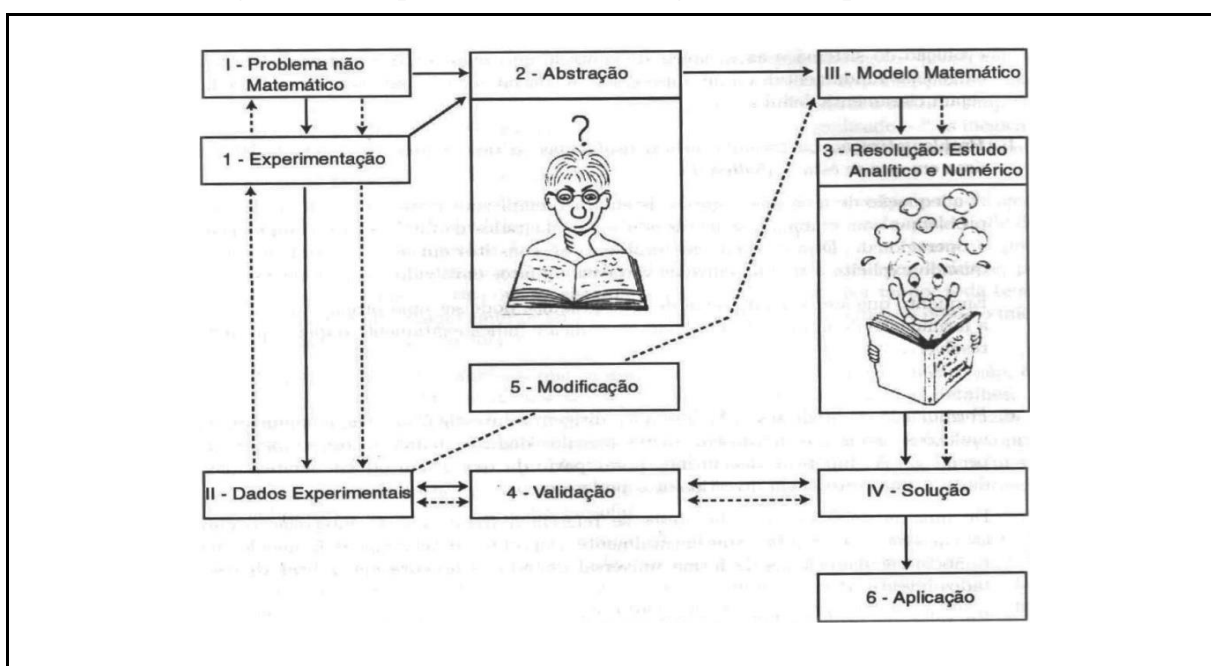 I - Problema não
Matemático
2 - Abstração
III - Modelo Matemático
1 - Experimentação
?
3 - Resolução: Estudo
Analítico e Numérico
5 - Modificação
II - Dados Experimentais
4 - Validação
IV - Solução
6 - Aplicação